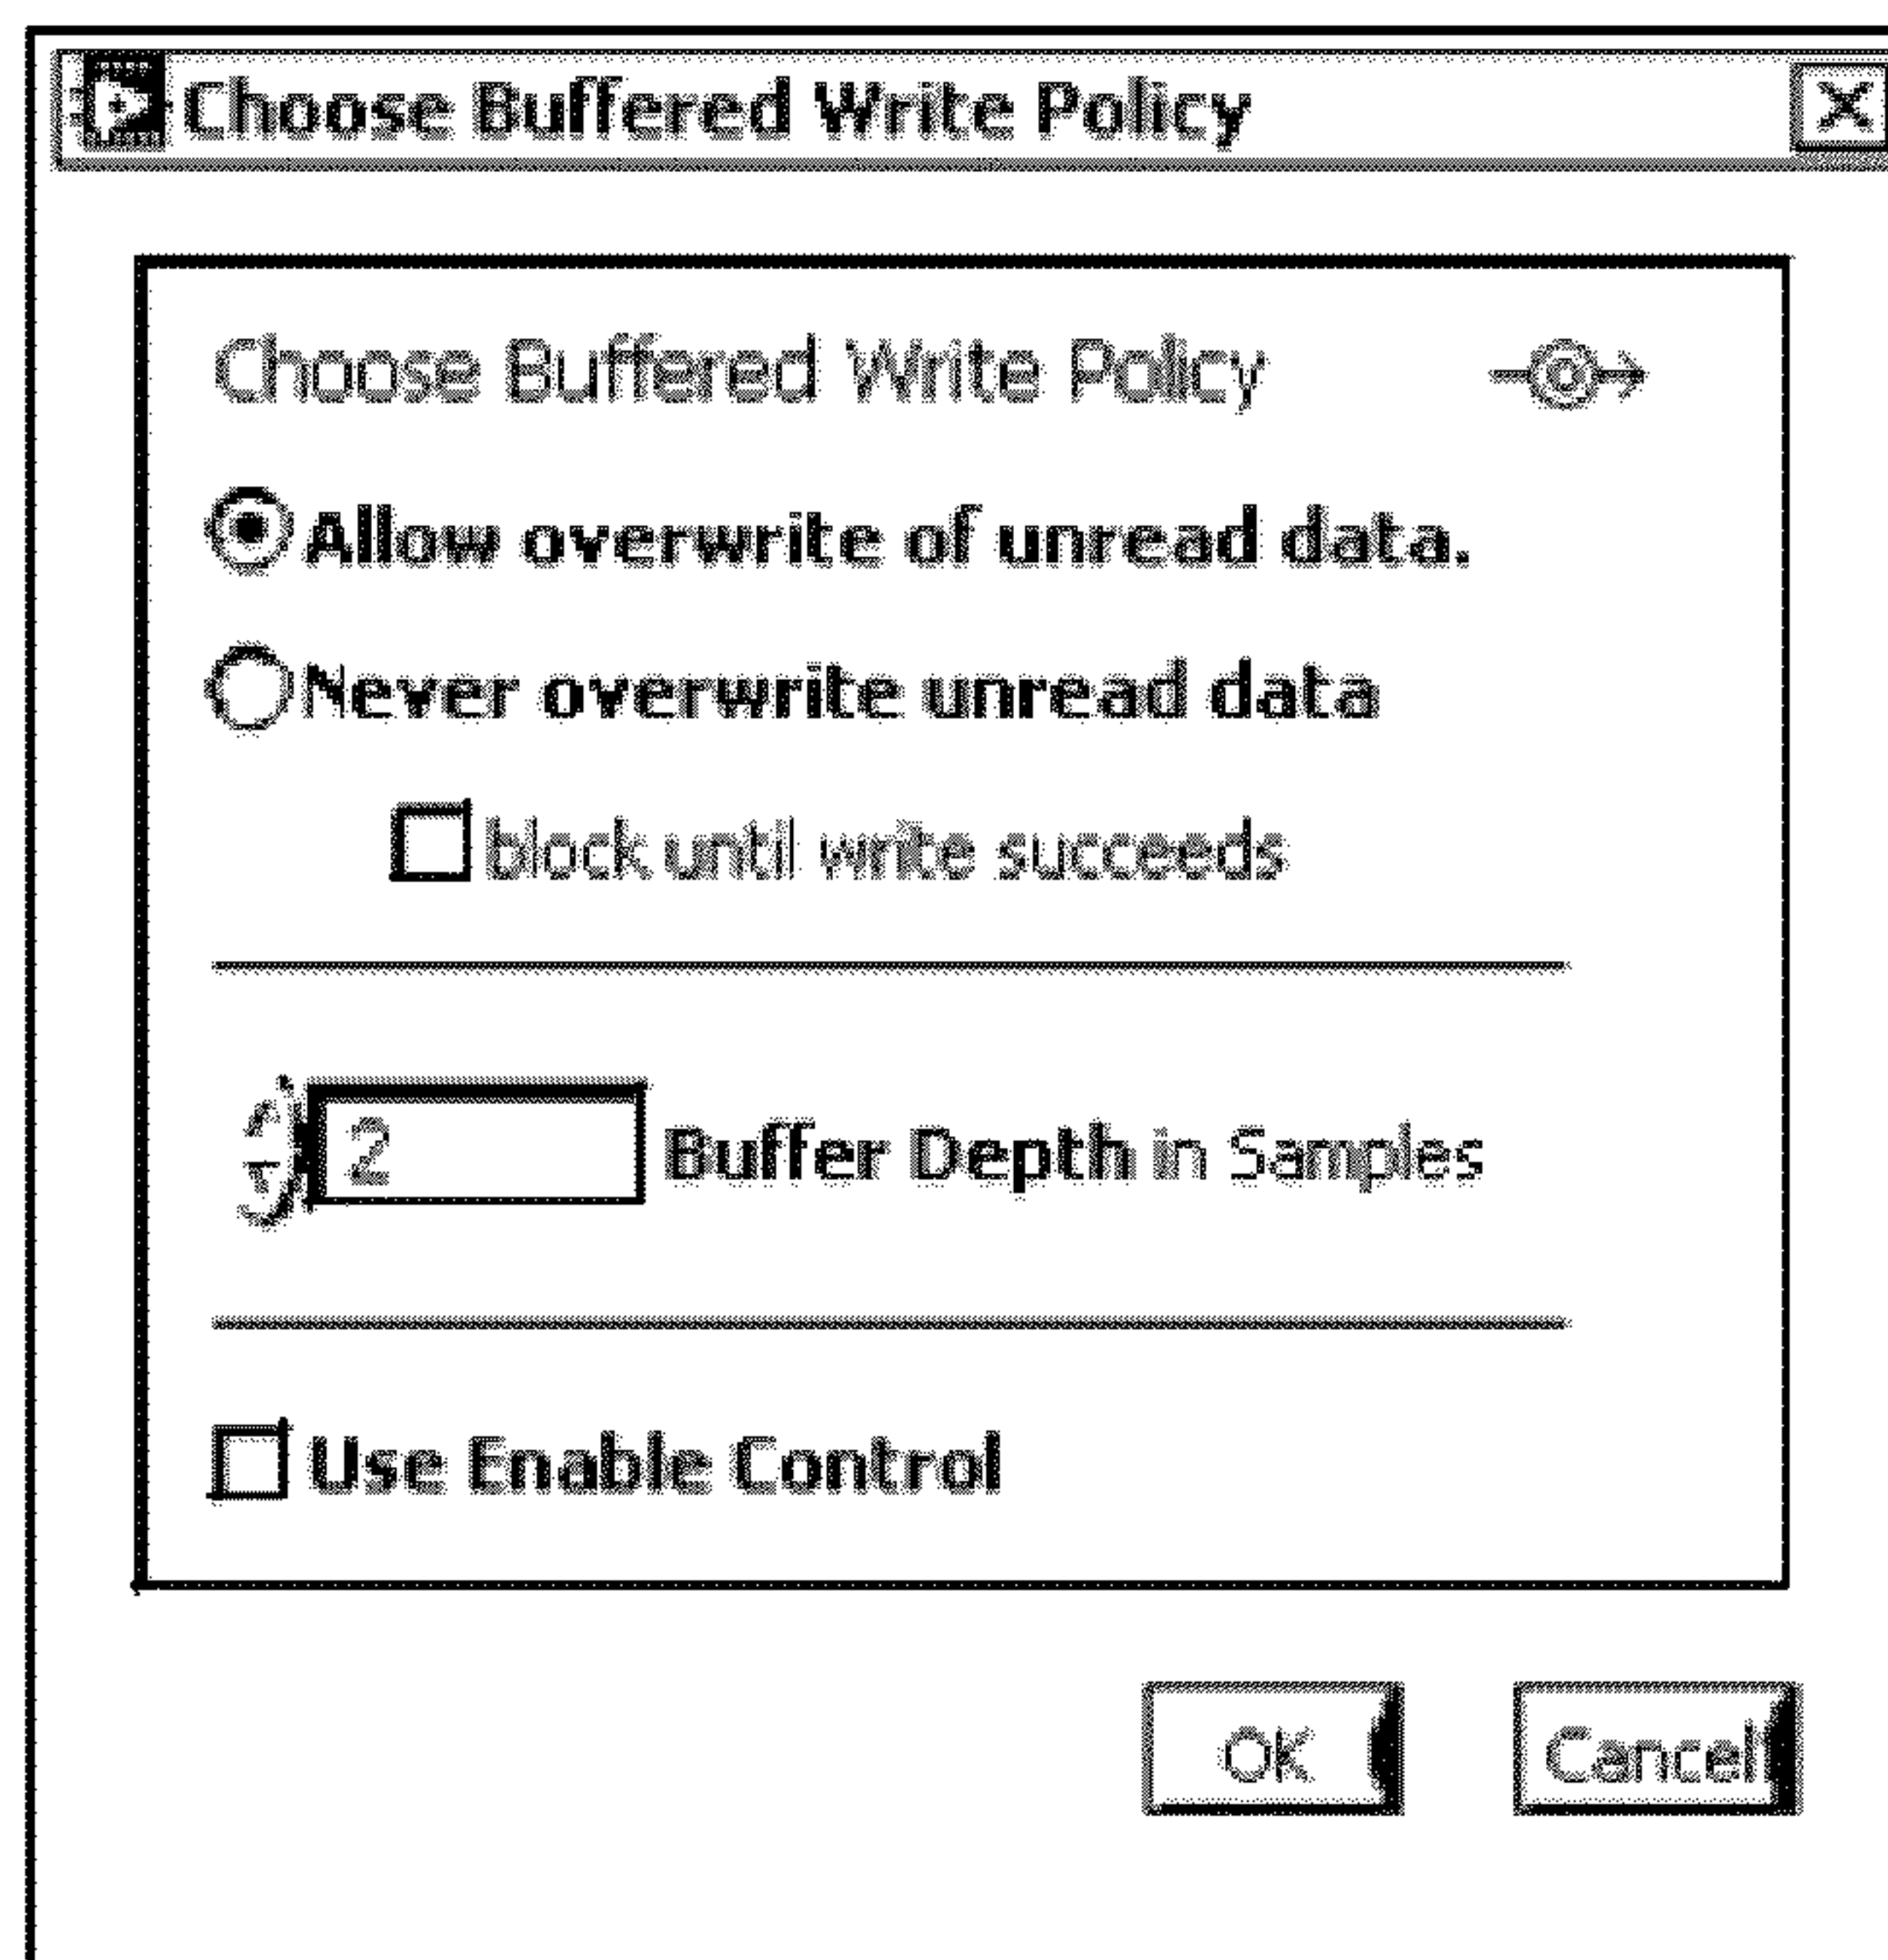 Choose Buffered Write Policy
Choose Buffered Write Policy
Allow overwrite of unread data.
Never overwrite unread data
block until write succeeds
2 Buffer Depth in Samples
Use Enable Control
OK Cancel